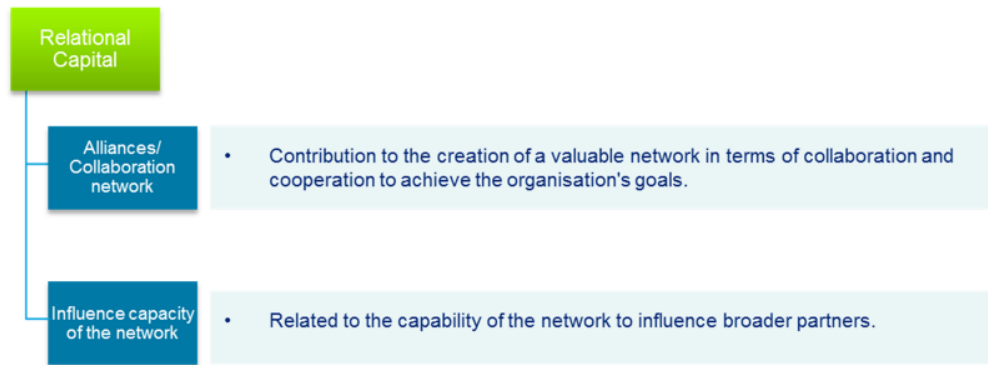 Relational
Capital
Alliances/
Collaboration
network
• Contribution to the creation of a valuable network in terms of collaboration and
cooperation to achieve the organisation's goals.
Influence capacity
of the network
• Related to the capability of the network to influence broader partners.